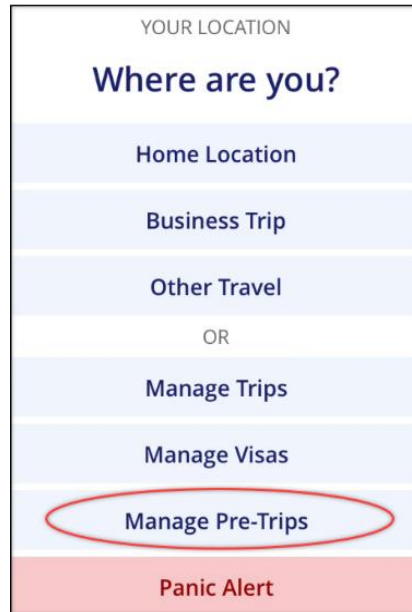 YOUR LOCATION
Where are you?
Home Location
Business Trip
Other Travel
OR
Manage Trips
Manage Visas
Manage Pre-Trips
Panic Alert